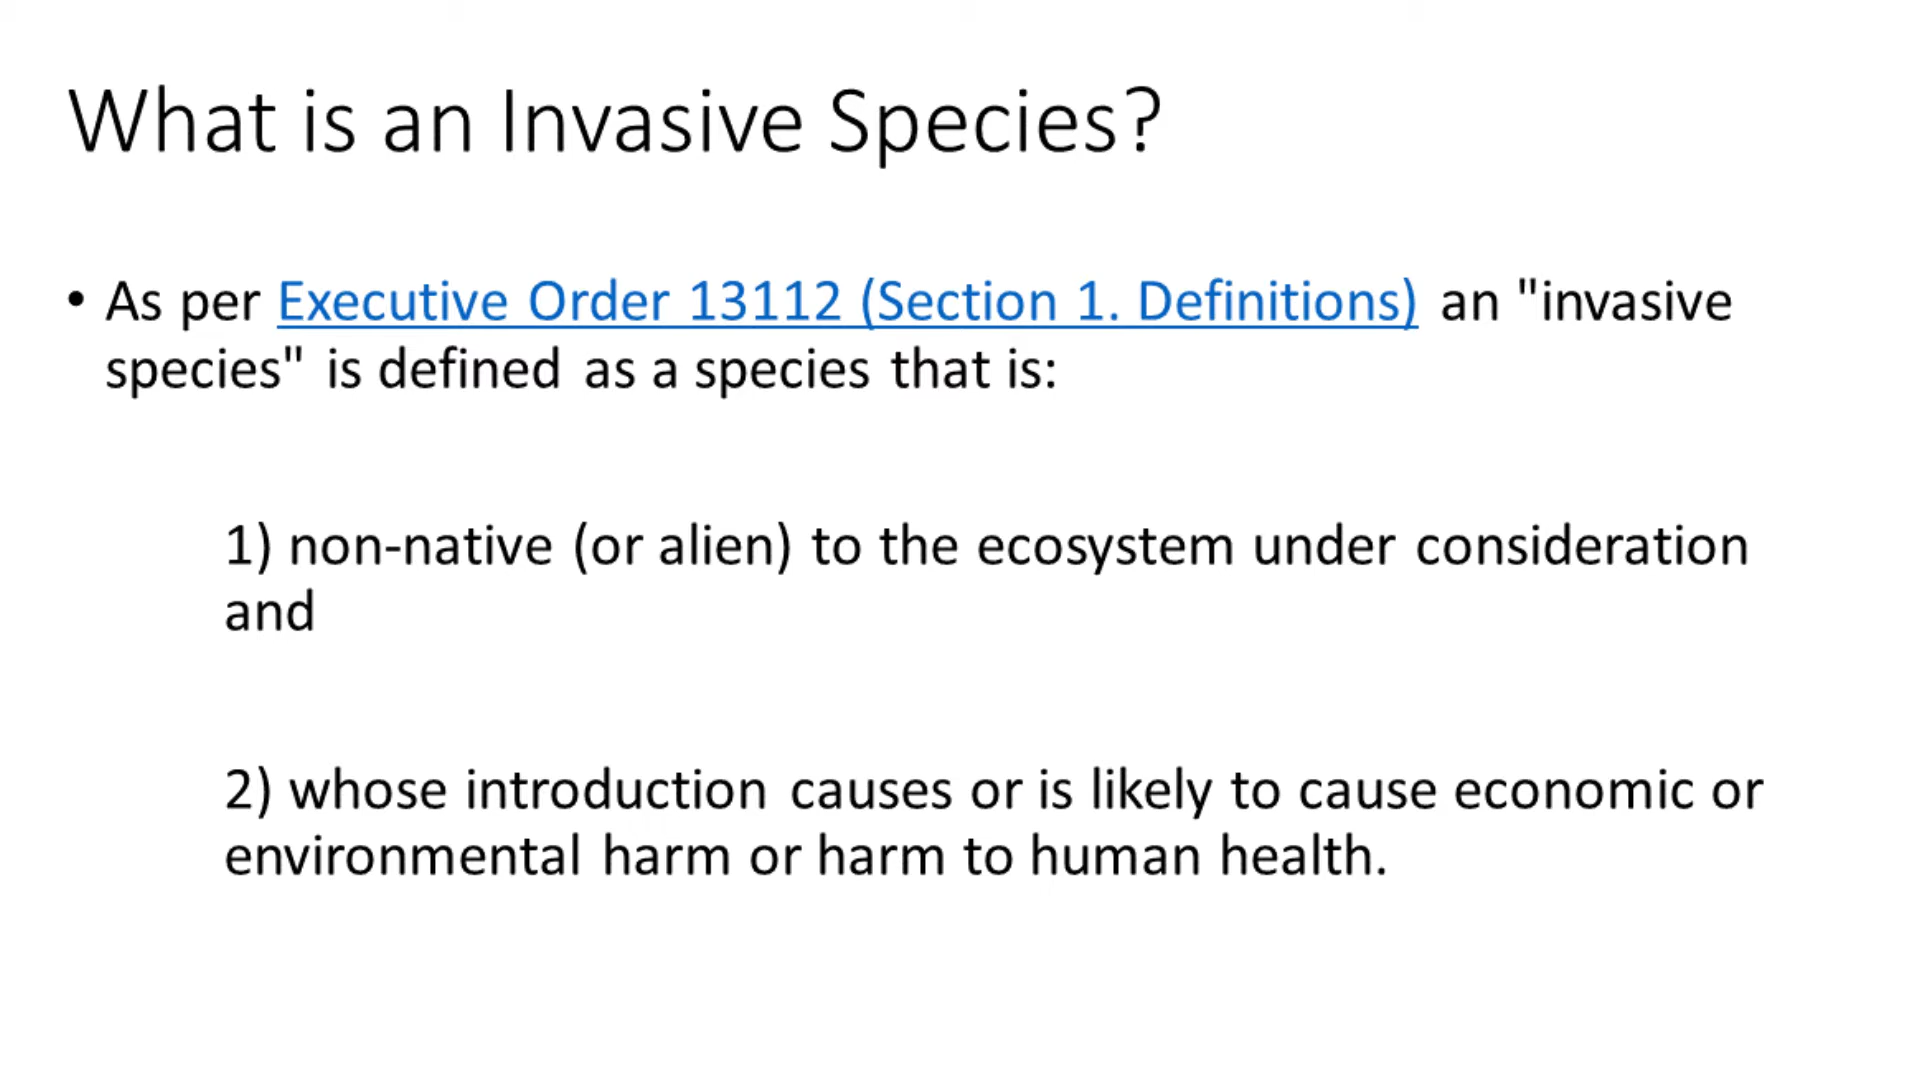 What is an Invasive Species?
• As per Executive Order 13112 (Section 1. Definitions) an "invasive
species" is defined as a species that is:
1) non-native (or alien) to the ecosystem under consideration
and
2) whose introduction causes or is likely to cause economic or
environmental harm or harm to human health.